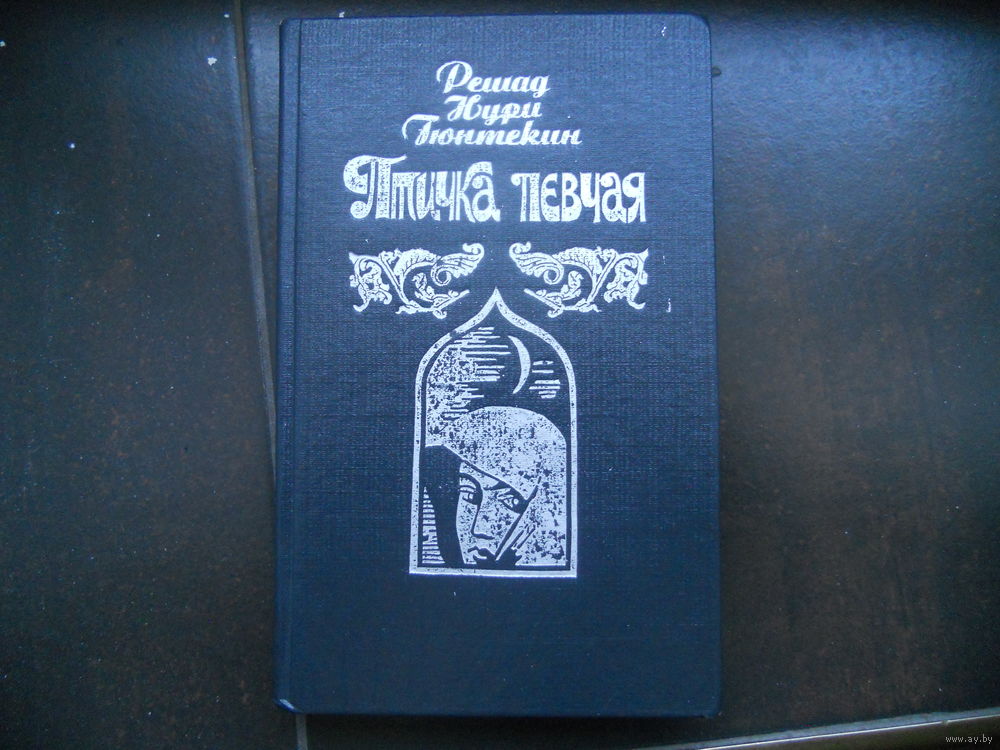 Решад
Нури
Гюнтекин
Птичка певчая
www.ay.by